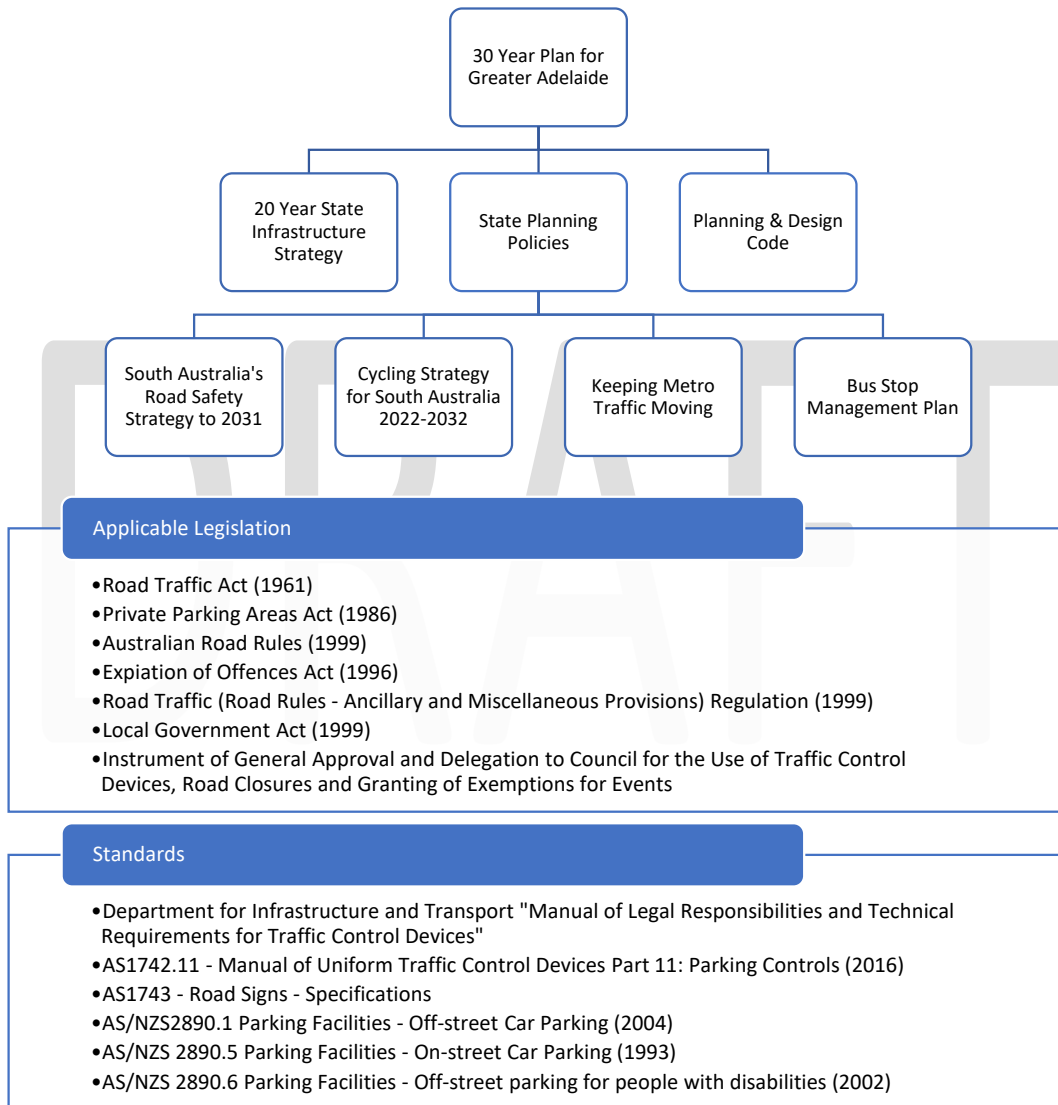 30 Year Plan for
Greater Adelaide
20 Year State
Infrastructure
Strategy
State Planning
Policies
Planning & Design
Code
South Australia's
Road Safety
Strategy to 2031
Cycling Strategy
for South Australia
2022-2032
Keeping Metro
Traffic Moving
Bus Stop
Management Plan
DRAFT
Applicable Legislation
•Road Traffic Act (1961)
•Private Parking Areas Act (1986)
•Australian Road Rules (1999)
•Expiation of Offences Act (1996)
•Road Traffic (Road Rules - Ancillary and Miscellaneous Provisions) Regulation (1999)
•Local Government Act (1999)
•Instrument of General Approval and Delegation to Council for the Use of Traffic Control
Devices, Road Closures and Granting of Exemptions for Events
Standards
•Department for Infrastructure and Transport "Manual of Legal Responsibilities and Technical
Requirements for Traffic Control Devices"
•AS1742.11 - Manual of Uniform Traffic Control Devices Part 11: Parking Controls (2016)
•AS1743 - Road Signs - Specifications
•AS/NZS2890.1 Parking Facilities - Off-street Car Parking (2004)
•AS/NZS 2890.5 Parking Facilities - On-street Car Parking (1993)
•AS/NZS 2890.6 Parking Facilities - Off-street parking for people with disabilities (2002)